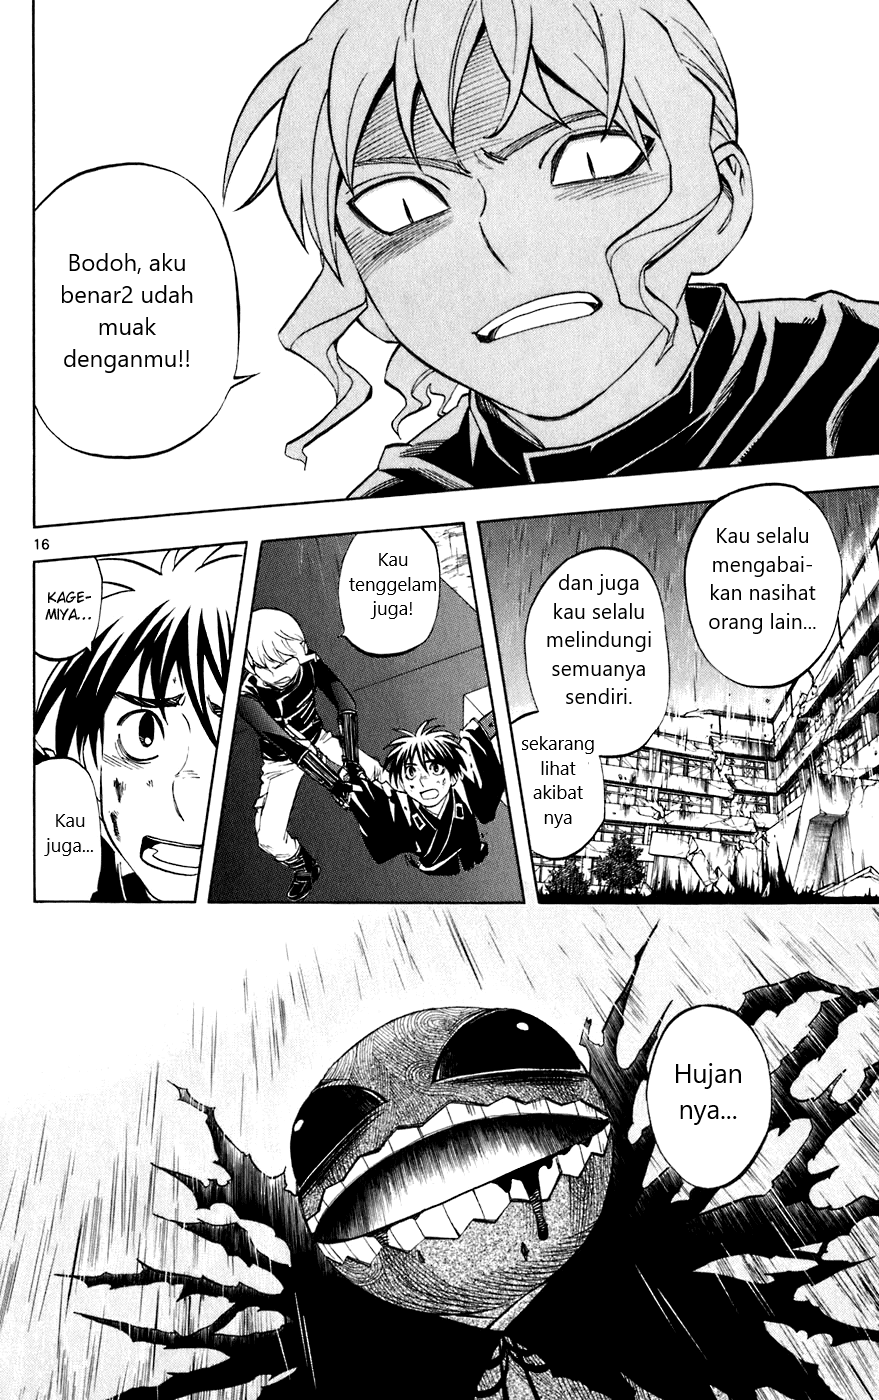 Bodoh, aku
benar2 udah
muak
denganmu!!
16
Kau selalu
mengabai-
kan nasihat
orang lain...
dan juga
kau selalu
melindungi
semuanya
sendiri.
sekarang
lihat
akibat
nya
Kau
tenggelam
juga!
KAGE-
MIYA...
Kau
juga...
Hujan
nya...